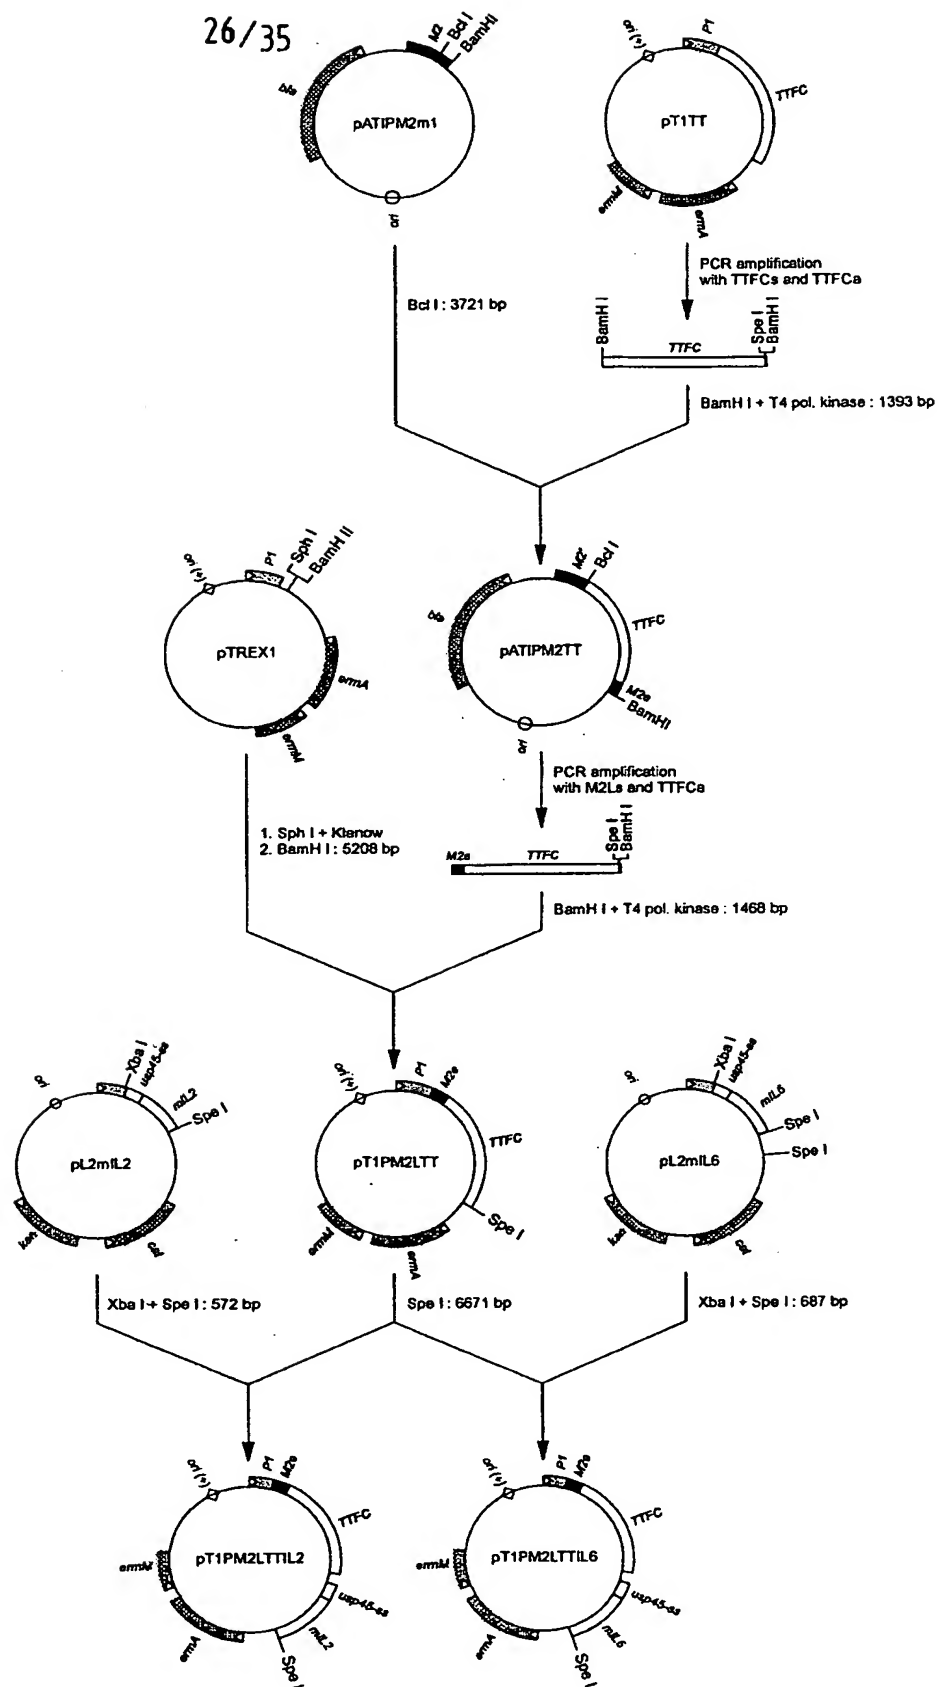 26/35
bla
M2
Bcl I
BamHI
pATIPM2m1
ori
ori (+)
P1
TTFC
pT1TT
ermM
ermA
Bcl I : 3721 bp
PCR amplification
with TTFCs and TTFCa
BamH I
TTFC
Spe I
BamH I
BamH I + T4 pol. kinase : 1393 bp
ori (+)
P1
Sph I
BamH II
pTREX1
ermA
ermM
bla
M2'
Bcl I
TTFC
pATIPM2TT
M2e
BamHI
ori
PCR amplification
with M2Ls and TTFCa
1. Sph I + Klenow
2. BamH I : 5208 bp
M2e
TTFC
Spe I
BamH I
BamH I + T4 pol. kinase : 1468 bp
ori
Xba I
usp45-ss
mIL2
Spe I
pL2mIL2
kan
cat
ori (+)
P1
M2e
TTFC
pT1PM2LTT
Spe I
ermM
ermA
ori
Xba I
usp45-ss
mIL6
Spe I
Spe I
pL2mIL6
kan
cat
Xba I + Spe I : 572 bp
Spe I : 6671 bp
Xba I + Spe I : 687 bp
ori (+)
P1
M2e
TTFC
pT1PM2LTTIL2
ermM
ermA
usp45-ss
mIL2
Spe I
ori (+)
P1
M2e
TTFC
pT1PM2LTTIL6
ermM
ermA
usp45-ss
mIL6
Spe I